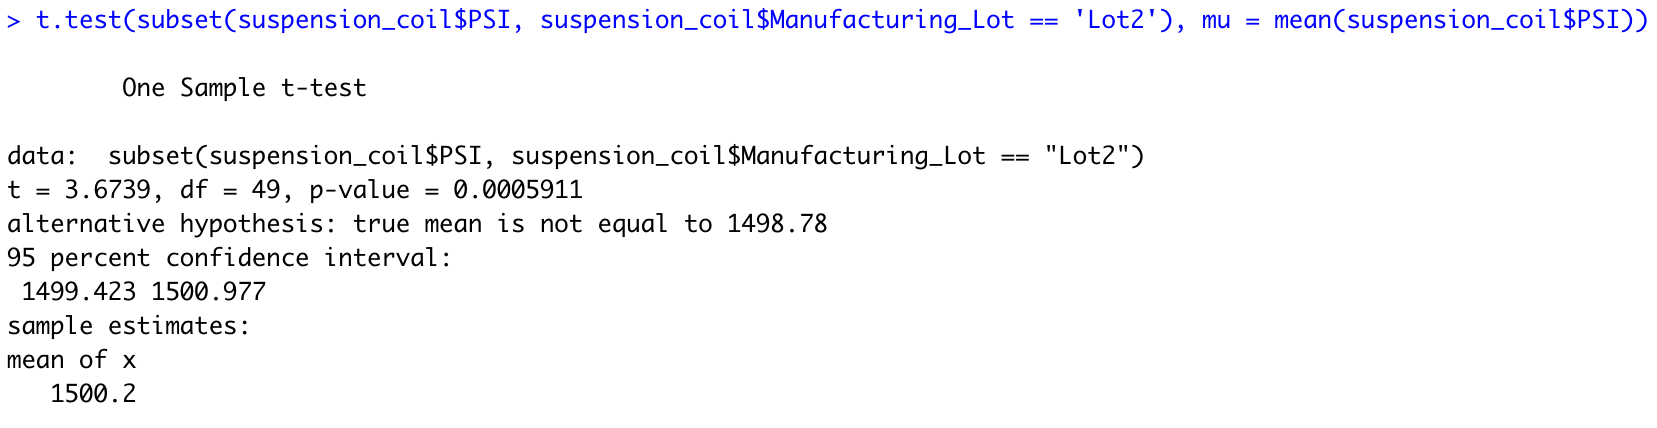 > t.test(subset(suspension_coil$PSI, suspension_coil$Manufacturing_Lot == 'Lot2'), mu = mean(suspension_coil$PSI))
One Sample t-test
data:  subset(suspension_coil$PSI, suspension_coil$Manufacturing_Lot == "Lot2")
t = 3.6739, df = 49, p-value = 0.0005911
alternative hypothesis: true mean is not equal to 1498.78
95 percent confidence interval:
 1499.423 1500.977
sample estimates:
mean of x
   1500.2